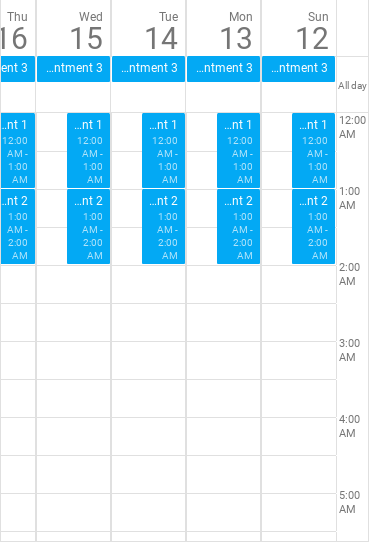 Thu Wed Tue Mon Sun
16 15 14 13 12
ent 3 ...ntment 3 ...ntment 3 ...ntment 3 ...ntment 3
All day
...nt 1 ...nt 1 ...nt 1 ...nt 1 ...nt 1 12:00
12:00 12:00 12:00 12:00 12:00 AM
AM - AM - AM - AM - AM -
1:00 1:00 1:00 1:00 1:00
AM AM AM AM AM
...nt 2 ...nt 2 ...nt 2 ...nt 2 ...nt 2 1:00
1:00 1:00 1:00 1:00 1:00 AM
AM - AM - AM - AM - AM -
2:00 2:00 2:00 2:00 2:00
AM AM AM AM AM
2:00
AM
3:00
AM
4:00
AM
5:00
AM